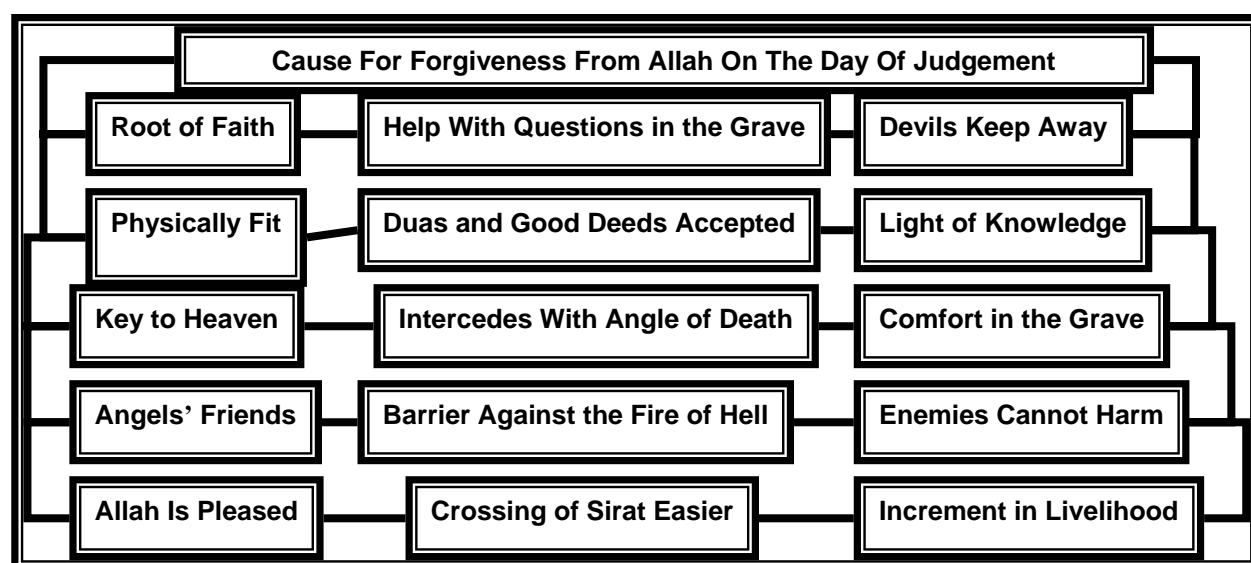 Cause For Forgiveness From Allah On The Day Of Judgement
Root of Faith
Help With Questions in the Grave
Devils Keep Away
Physically Fit
Duas and Good Deeds Accepted
Light of Knowledge
Key to Heaven
Intercedes With Angle of Death
Comfort in the Grave
Angels’ Friends
Barrier Against the Fire of Hell
Enemies Cannot Harm
Allah Is Pleased
Crossing of Sirat Easier
Increment in Livelihood